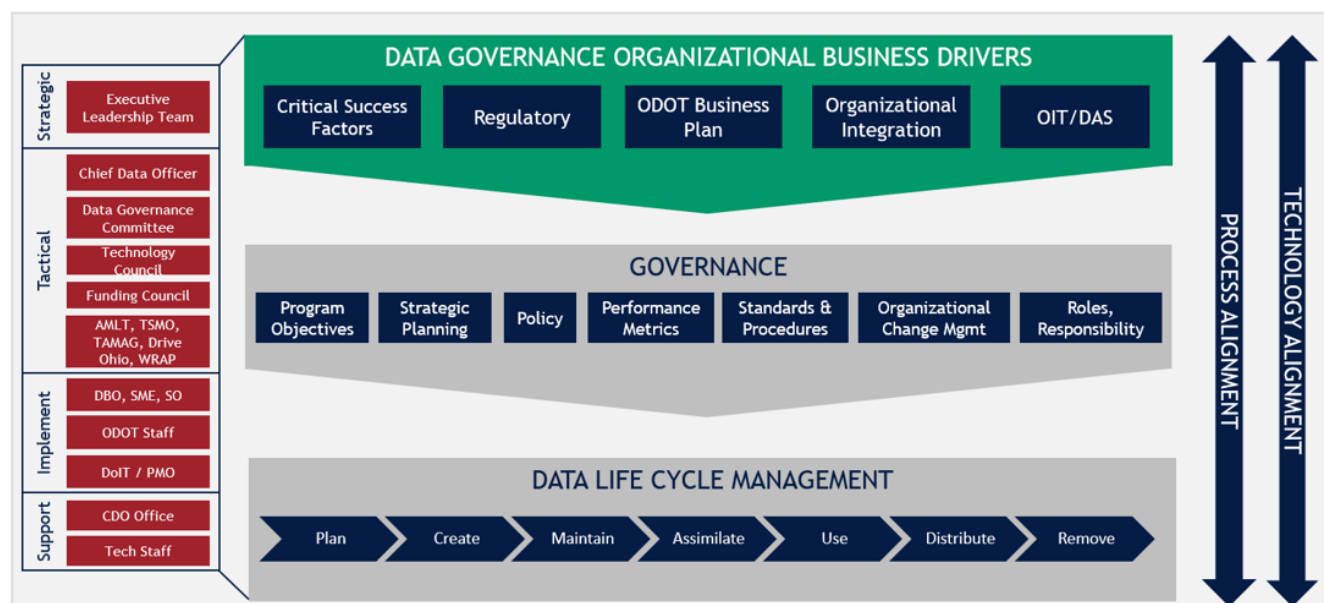 Strategic
Executive
Leadership Team
Tactical
Chief Data Officer
Data Governance
Committee
Technology
Council
Funding Council
AMLT, TSMO,
TAMAG, Drive
Ohio, WRAP
Implement
DBO, SME, SO
ODOT Staff
DoIT / PMO
Support
CDO Office
Tech Staff
DATA GOVERNANCE ORGANIZATIONAL BUSINESS DRIVERS
Critical Success
Factors
Regulatory
ODOT Business
Plan
Organizational
Integration
OIT/DAS
GOVERNANCE
Program
Objectives
Strategic
Planning
Policy
Performance
Metrics
Standards &
Procedures
Organizational
Change Mgmt
Roles,
Responsibility
DATA LIFE CYCLE MANAGEMENT
Plan
Create
Maintain
Assimilate
Use
Distribute
Remove
PROCESS ALIGNMENT
TECHNOLOGY ALIGNMENT